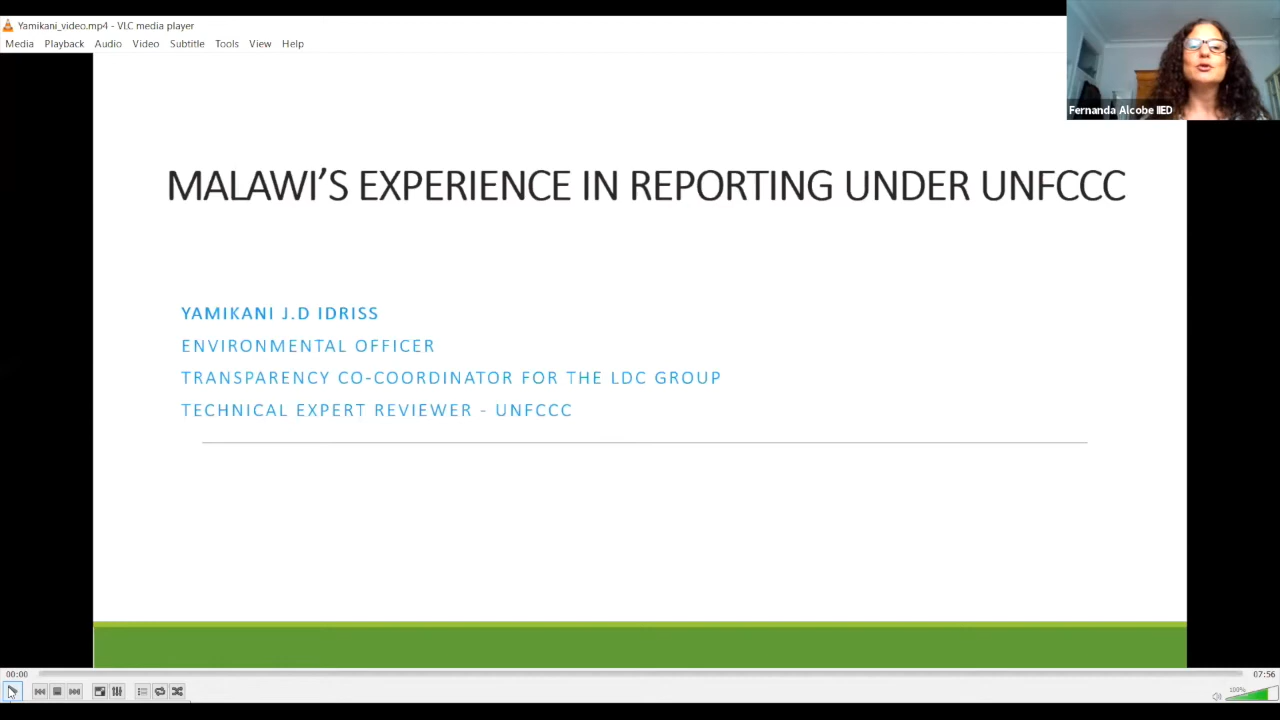 Yamikani_video.mp4 - VLC media player
Media Playback Audio Video Subtitle Tools View Help
Fernanda Alcobe IIED
MALAWI'S EXPERIENCE IN REPORTING UNDER UNFCCC
YAMIKANI J.D IDRISS
ENVIRONMENTAL OFFICER
TRANSPARENCY CO-COORDINATOR FOR THE LDC GROUP
TECHNICAL EXPERT REVIEWER - UNFCCC
00:00
07:56
100%